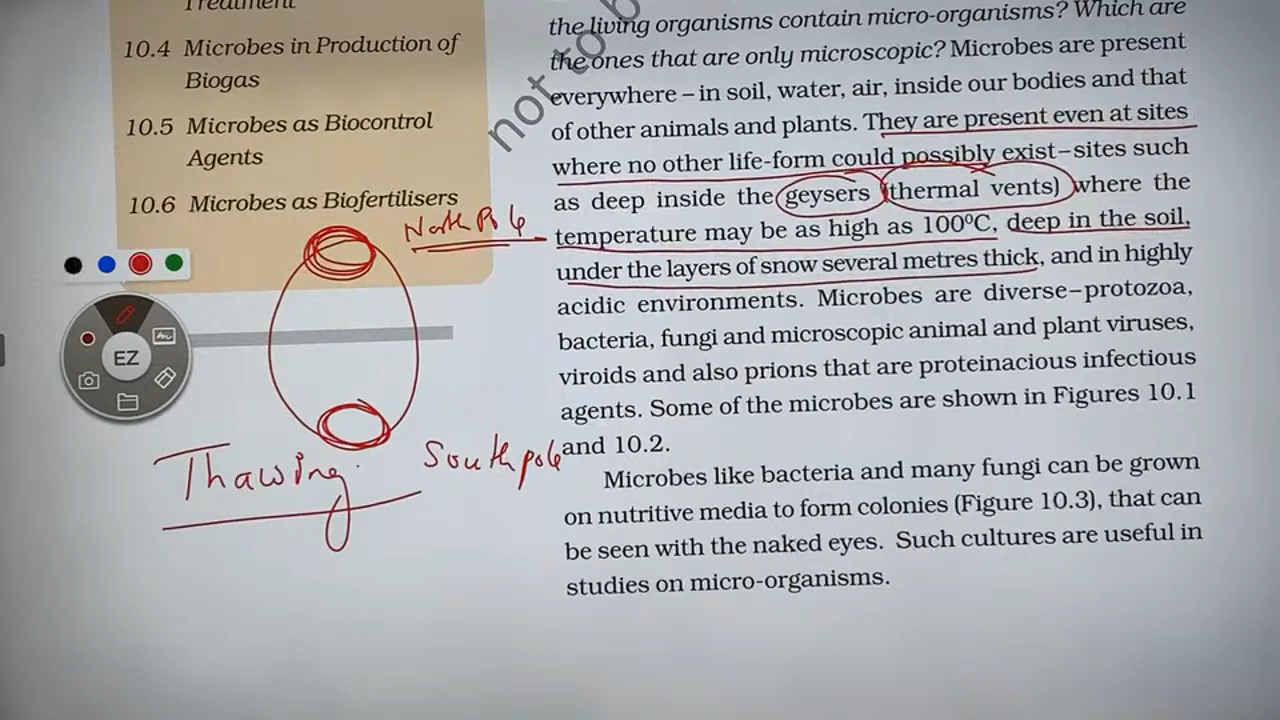 Treatment
10.4 Microbes in Production of
Biogas
10.5 Microbes as Biocontrol
Agents
10.6 Microbes as Biofertilisers
North Pole
EZ
Thawing
South pole
not to b
the living organisms contain micro-organisms? Which are
the ones that are only microscopic? Microbes are present
everywhere – in soil, water, air, inside our bodies and that
of other animals and plants. They are present even at sites
where no other life-form could possibly exist–sites such
as deep inside the geysers (thermal vents) where the
temperature may be as high as 100⁰C, deep in the soil,
under the layers of snow several metres thick, and in highly
acidic environments. Microbes are diverse–protozoa,
bacteria, fungi and microscopic animal and plant viruses,
viroids and also prions that are proteinacious infectious
agents. Some of the microbes are shown in Figures 10.1
and 10.2.
Microbes like bacteria and many fungi can be grown
on nutritive media to form colonies (Figure 10.3), that can
be seen with the naked eyes. Such cultures are useful in
studies on micro-organisms.